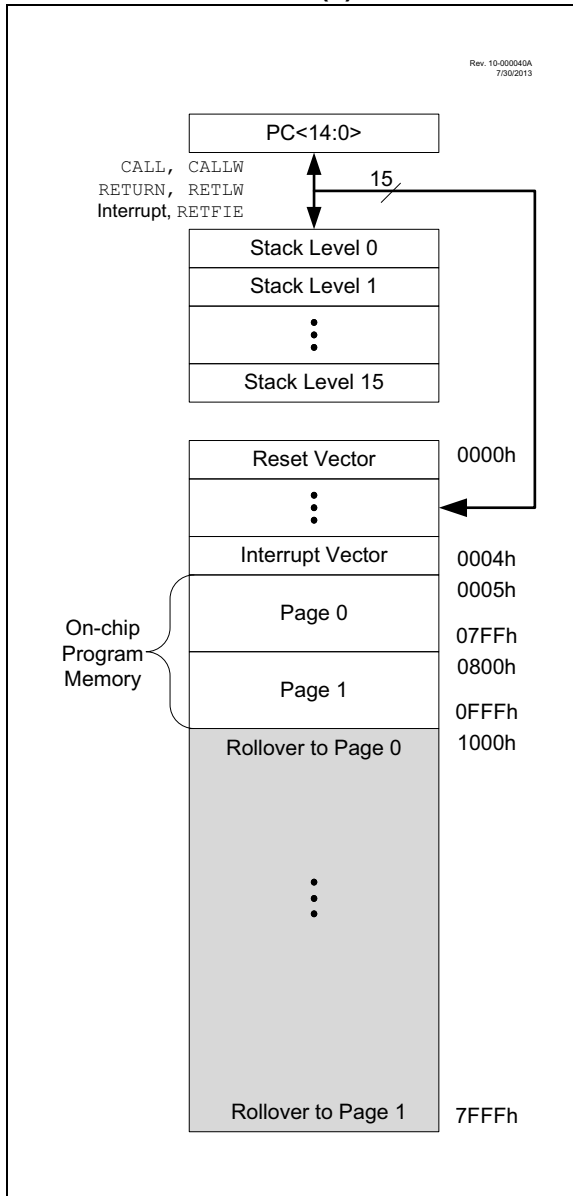 Rev. 10-000040A
7/30/2013
PC<14:0>
CALL, CALLW
RETURN, RETLW
Interrupt, RETFIE
15
Stack Level 0
Stack Level 1
Stack Level 15
Reset Vector
0000h
Interrupt Vector
0004h
On-chip
Program
Memory
Page 0
0005h
07FFh
Page 1
0800h
0FFFh
Rollover to Page 0
1000h
Rollover to Page 1
7FFFh